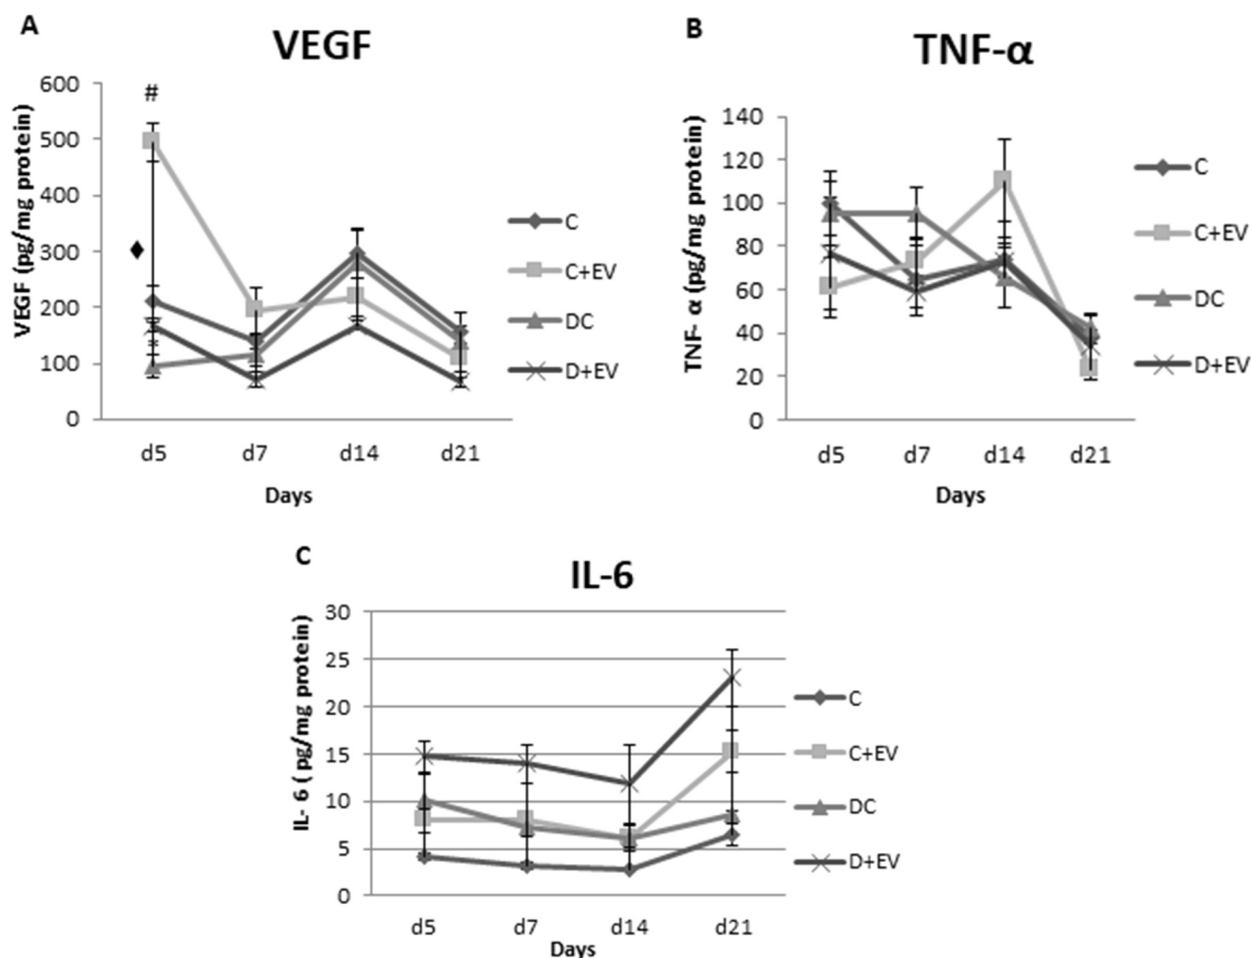 A
VEGF
VEGF (pg/mg protein)
600
500
400
300
200
100
0
#
d5 d7 d14 d21
Days
C
C+EV
DC
D+EV
B
TNF-α
TNF- α (pg/mg protein)
140
120
100
80
60
40
20
0
d5 d7 d14 d21
Days
C
C+EV
DC
D+EV
C
IL-6
IL- 6 ( pg/mg protein)
30
25
20
15
10
5
0
d5 d7 d14 d21
Days
C
C+EV
DC
D+EV